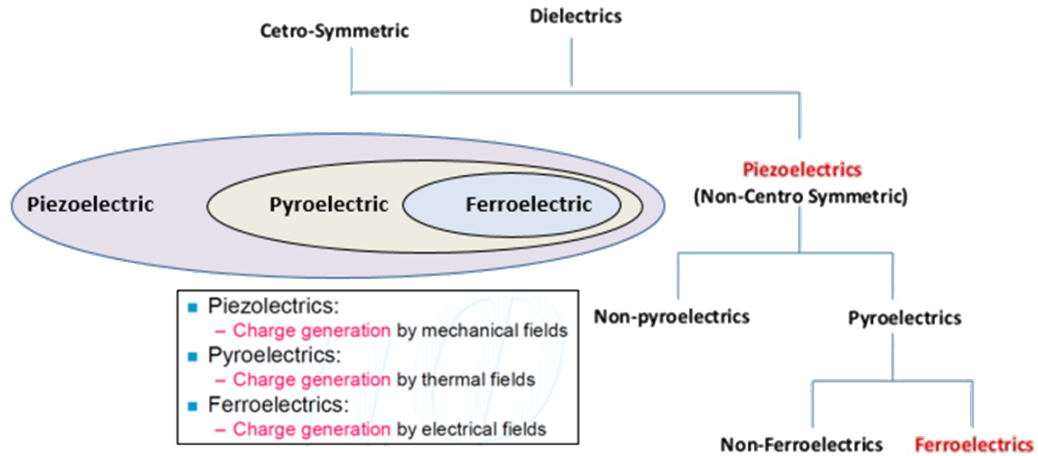 Cetro-Symmetric
Dielectrics
Piezoelectrics
(Non-Centro Symmetric)
Piezoelectric
Pyroelectric
Ferroelectric
Non-pyroelectrics
Pyroelectrics
Non-Ferroelectrics
Ferroelectrics
Piezolectrics:
– Charge generation by mechanical fields
Pyroelectrics:
– Charge generation by thermal fields
Ferroelectrics:
– Charge generation by electrical fields